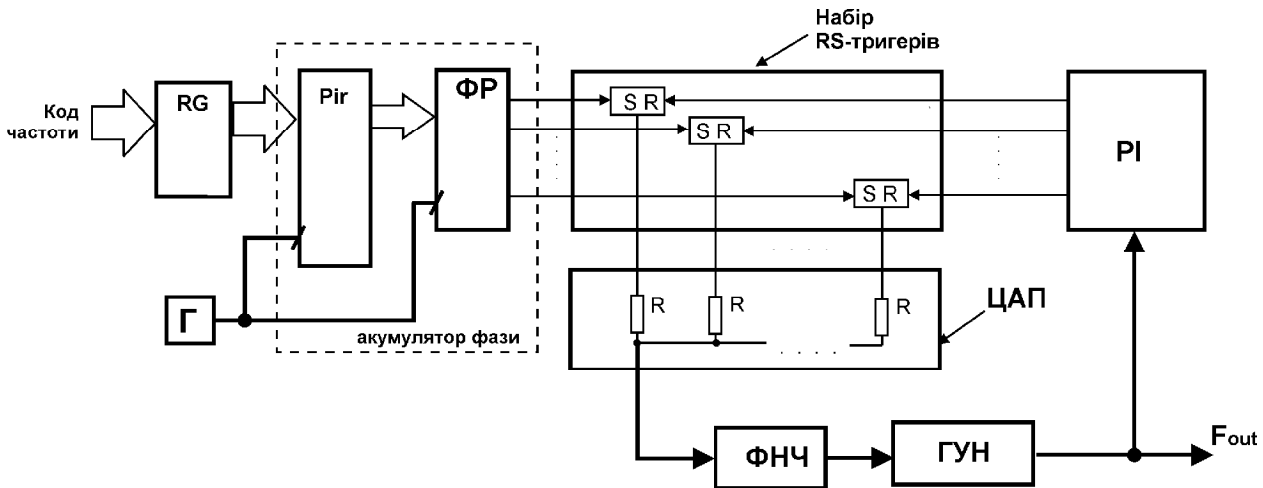 Набір
RS-тригерів
Код
частоти
RG
Pir
ФР
S R
S R
S R
PI
Г
акумулятор фази
R
R
R
ЦАП
ФНЧ
ГУН
Fout